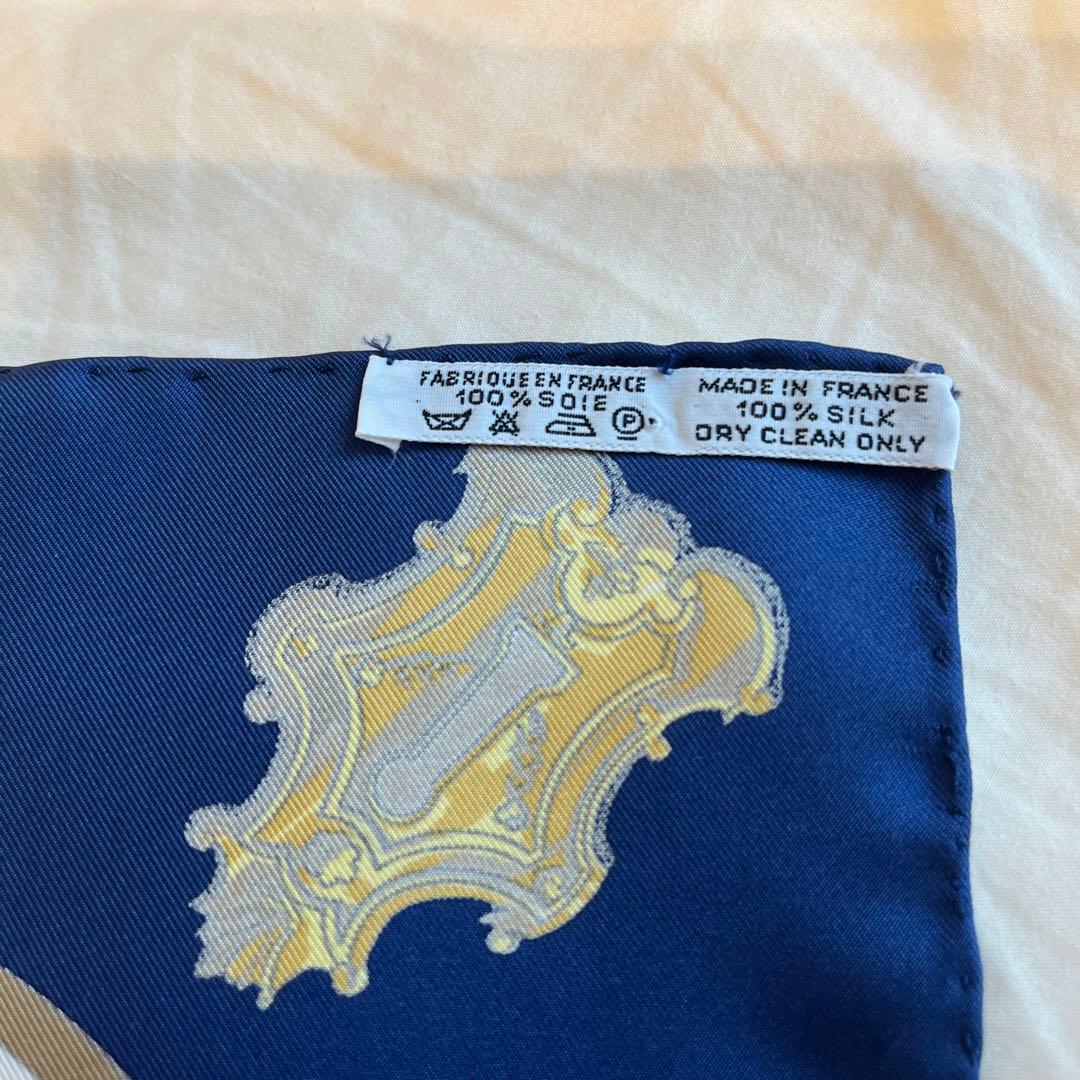 FABRIQUE EN FRANCE
100% SOIE
P
MADE IN FRANCE
100% SILK
DRY CLEAN ONLY